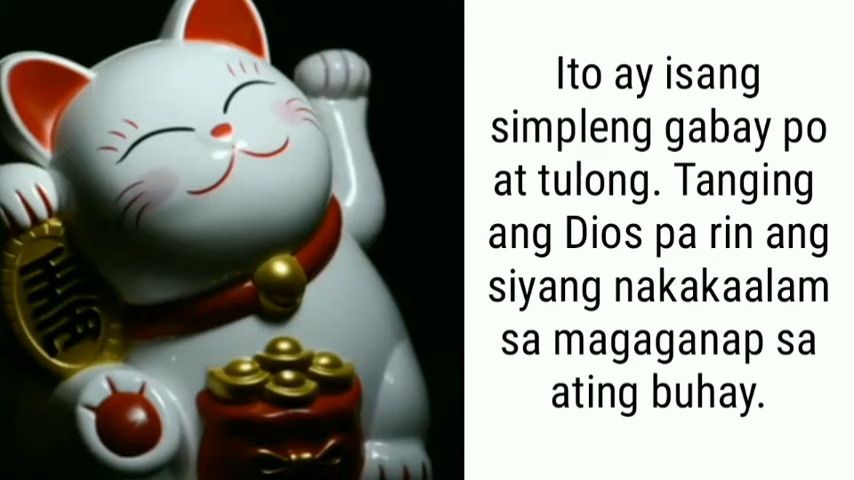 Ito ay isang
simpleng gabay po
at tulong. Tanging
ang Dios pa rin ang
siyang nakakaalam
sa magaganap sa
ating buhay.